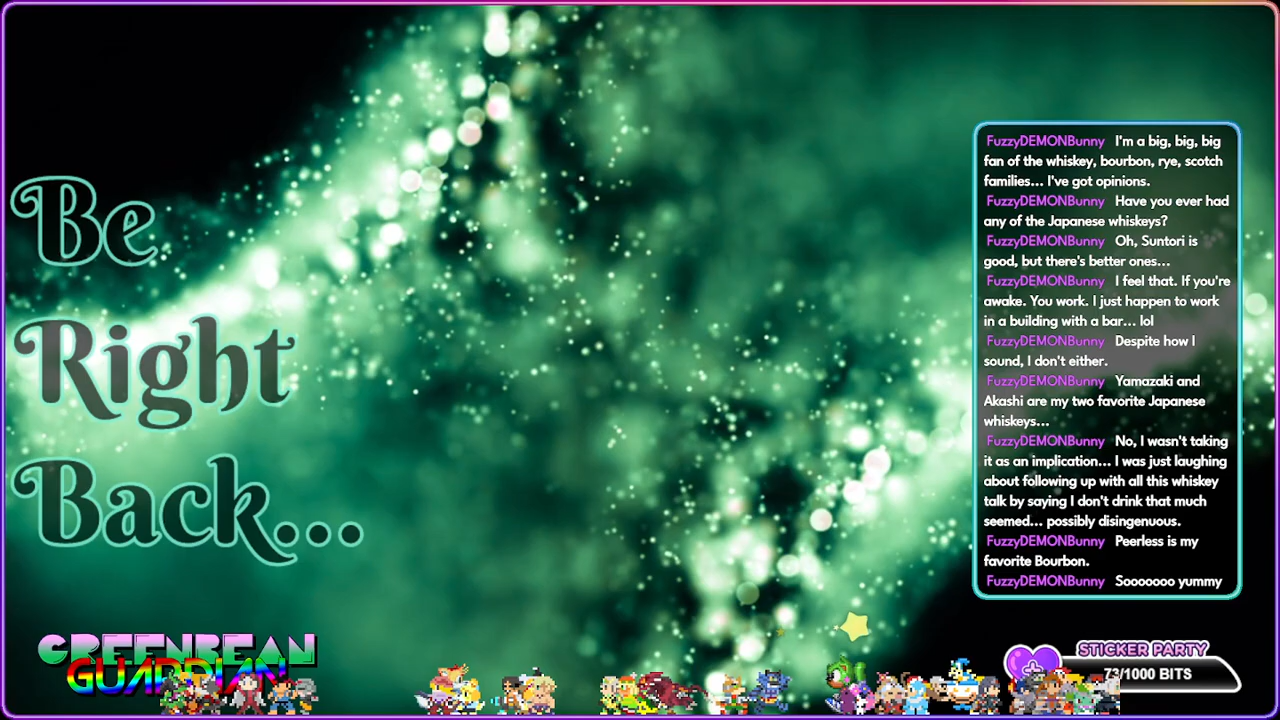 Be
Right
Back...
FuzzyDEMONBunny I'm a big, big, big
fan of the whiskey, bourbon, rye, scotch
families... I've got opinions.
FuzzyDEMONBunny Have you ever had
any of the Japanese whiskeys?
FuzzyDEMONBunny Oh, Suntori is
good, but there's better ones...
FuzzyDEMONBunny I feel that. If you're
awake. You work. I just happen to work
in a building with a bar... lol
FuzzyDEMONBunny Despite how I
sound, I don't either.
FuzzyDEMONBunny Yamazaki and
Akashi are my two favorite Japanese
whiskeys...
FuzzyDEMONBunny No, I wasn't taking
it as an implication... I was just laughing
about following up with all this whiskey
talk by saying I don't drink that much
seemed... possibly disingenuous.
FuzzyDEMONBunny Peerless is my
favorite Bourbon.
FuzzyDEMONBunny Sooooooo yummy
GREENBEAN
GUARDIAN
STICKER PARTY
73/1000 BITS